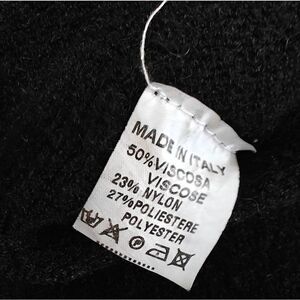 MADE IN ITALY
50%VISCOSA
VISCOSE
23% NYLON
27%POLIESTERE
POLYESTER